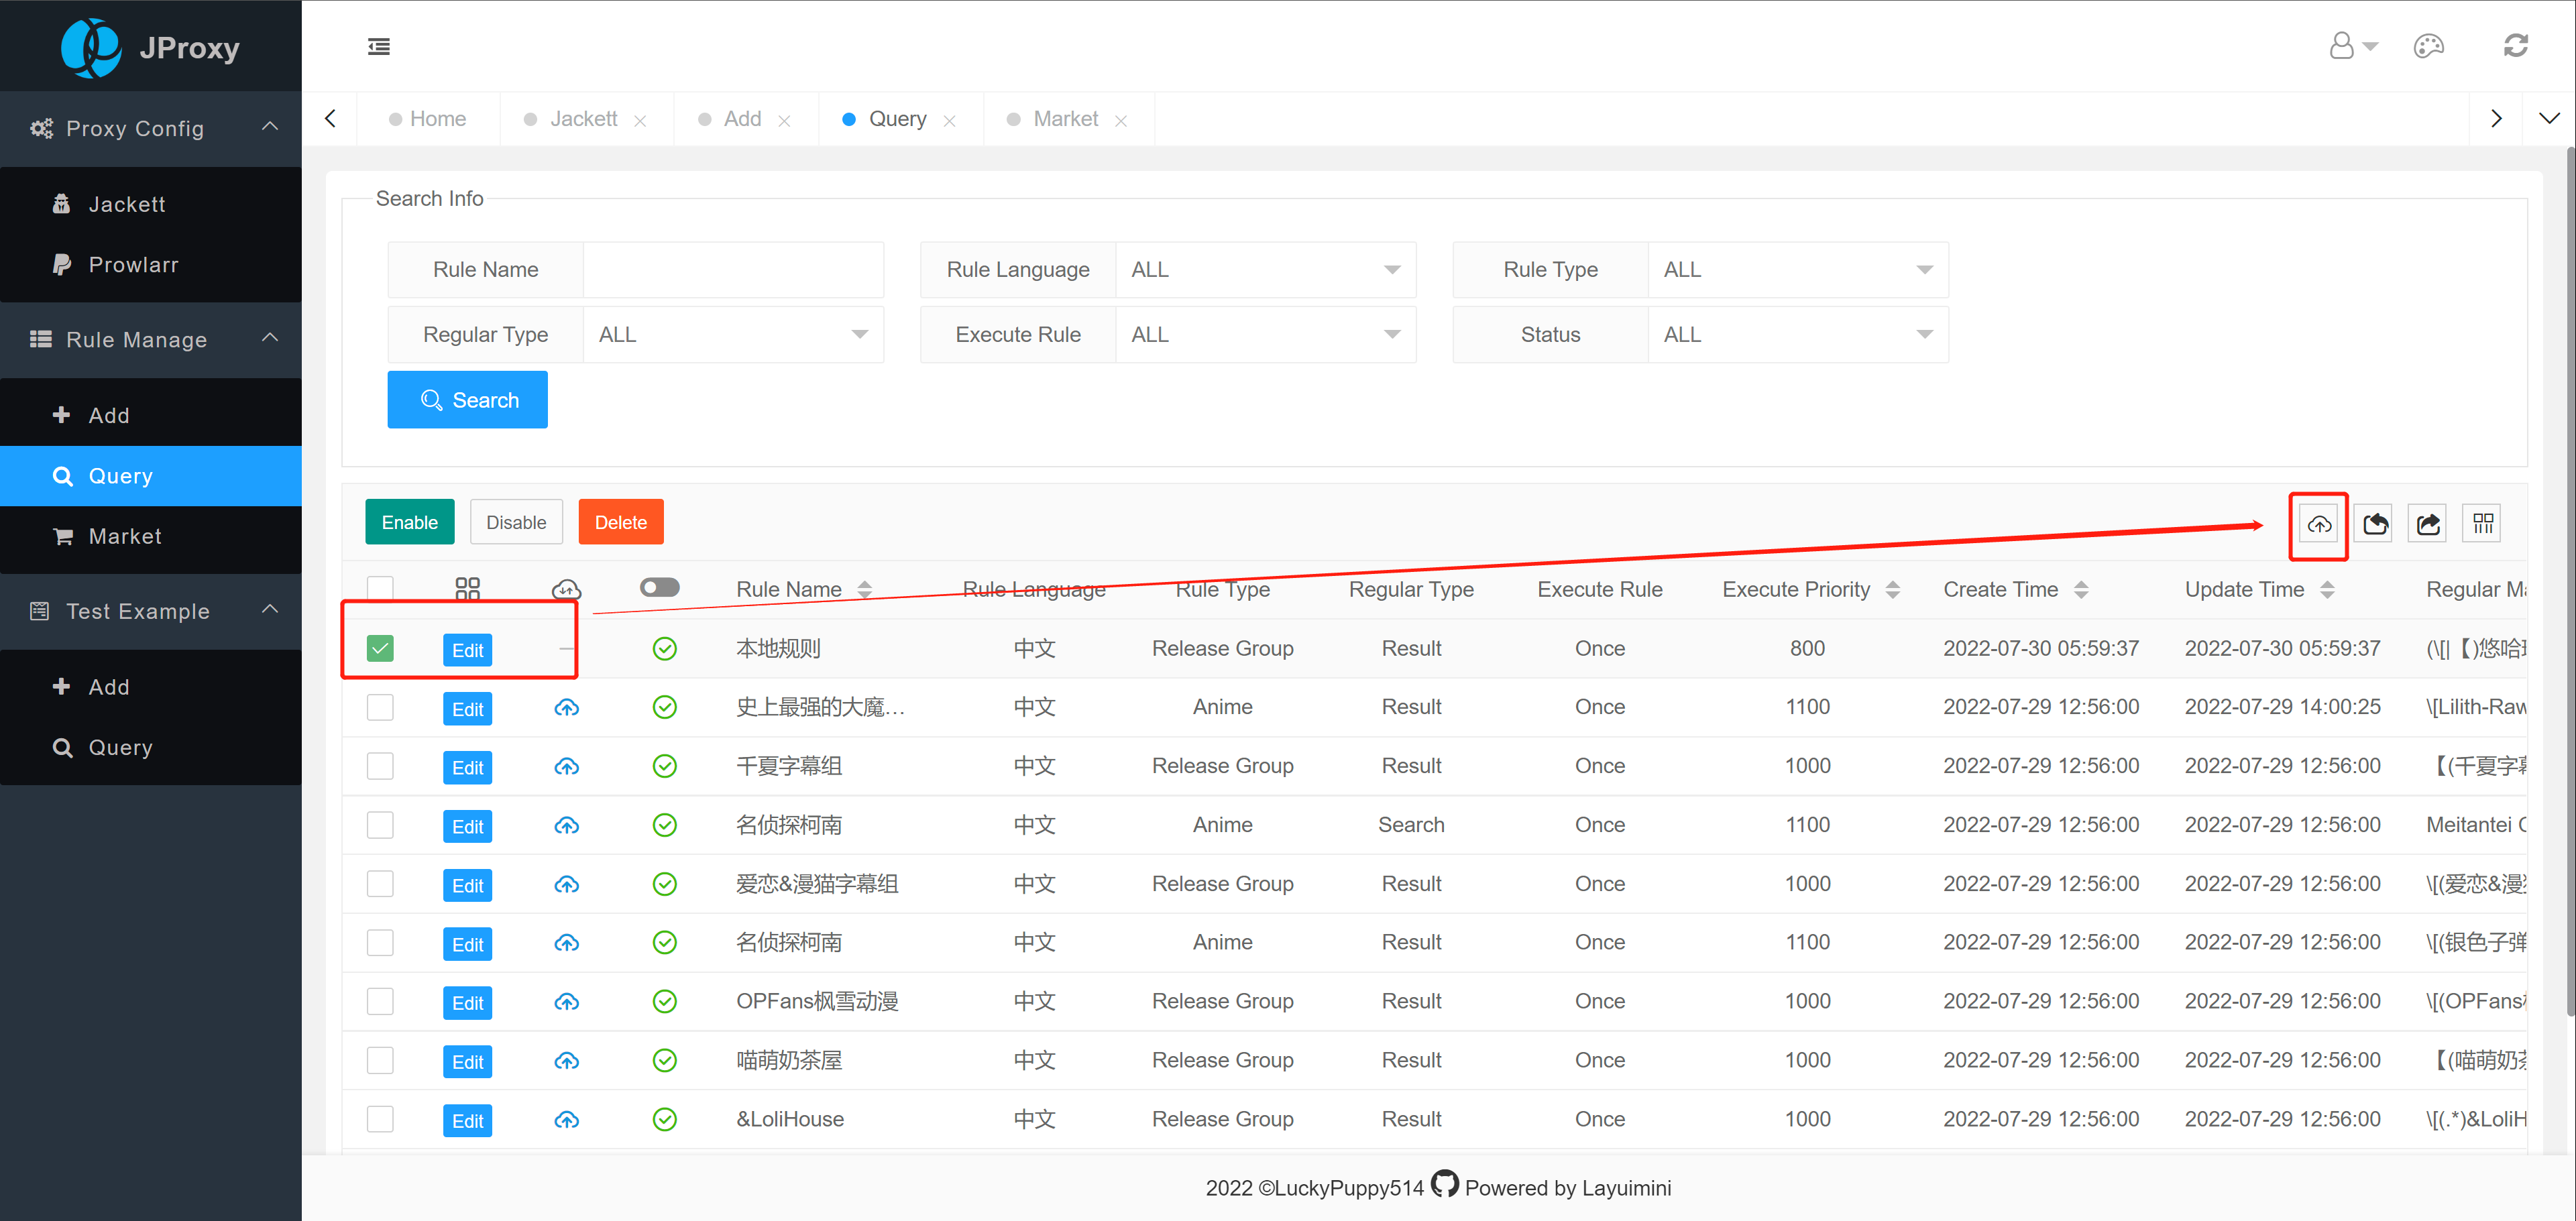 JProxy
Proxy Config
Jackett
Prowlarr
Rule Manage
Add
Query
Market
Test Example
Add
Query
Home
Jackett
Add
Query
Market
Search Info
Rule Name
Rule Language ALL
Rule Type ALL
Regular Type ALL
Execute Rule ALL
Status ALL
Search
Enable Disable Delete
Rule Name Rule Language Rule Type Regular Type Execute Rule Execute Priority Create Time Update Time Regular
Edit 本地规则 中文 Release Group Result Once 800 2022-07-30 05:59:37 2022-07-30 05:59:37 (\[|【)悠哈
Edit 史上最强的大魔... 中文 Anime Result Once 1100 2022-07-29 12:56:00 2022-07-29 14:00:25 \[Lilith-Raw
Edit 千夏字幕组 中文 Release Group Result Once 1000 2022-07-29 12:56:00 2022-07-29 12:56:00 【(千夏字
Edit 名侦探柯南 中文 Anime Search Once 1100 2022-07-29 12:56:00 2022-07-29 12:56:00 Meitantei
Edit 爱恋&漫猫字幕组 中文 Release Group Result Once 1000 2022-07-29 12:56:00 2022-07-29 12:56:00 \[(爱恋&漫
Edit 名侦探柯南 中文 Anime Result Once 1100 2022-07-29 12:56:00 2022-07-29 12:56:00 \[(银色子弹
Edit OPFans枫雪动漫 中文 Release Group Result Once 1000 2022-07-29 12:56:00 2022-07-29 12:56:00 \[(OPFans
Edit 喵萌奶茶屋 中文 Release Group Result Once 1000 2022-07-29 12:56:00 2022-07-29 12:56:00 【(喵萌奶
Edit &LoliHouse 中文 Release Group Result Once 1000 2022-07-29 12:56:00 2022-07-29 12:56:00 \[(.*)&LoliH
2022 ©LuckyPuppy514 Powered by Layuimini